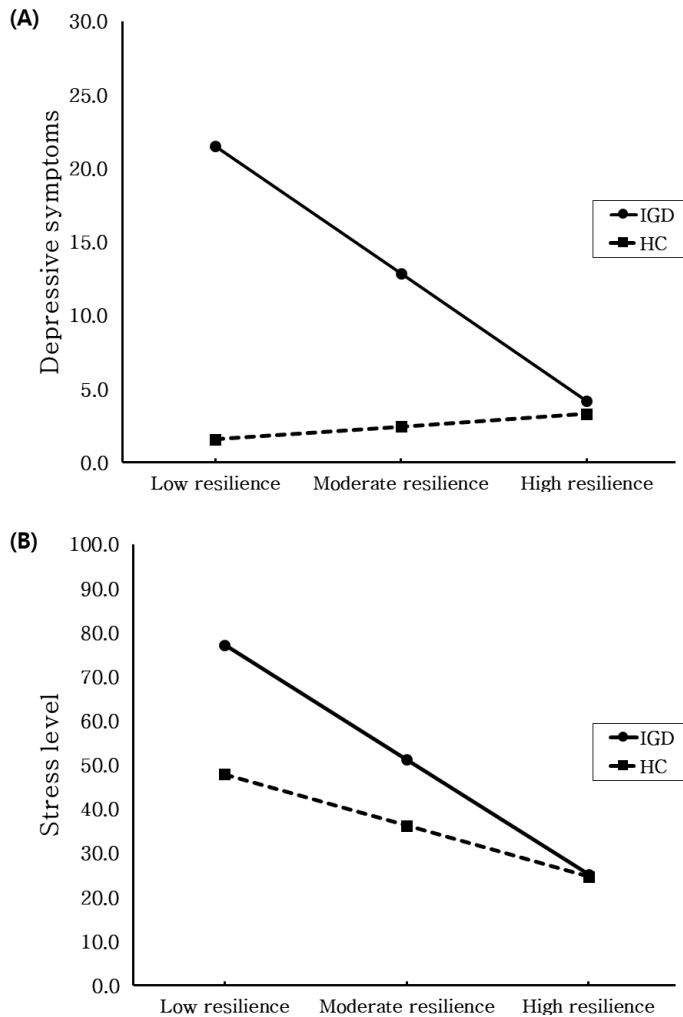 (A)
30.0
25.0
20.0
15.0
10.0
5.0
0.0
Depressive symptoms
IGD
HC
Low resilience Moderate resilience High resilience
(B)
100.0
90.0
80.0
70.0
60.0
50.0
40.0
30.0
20.0
10.0
0.0
Stress level
IGD
HC
Low resilience Moderate resilience High resilience